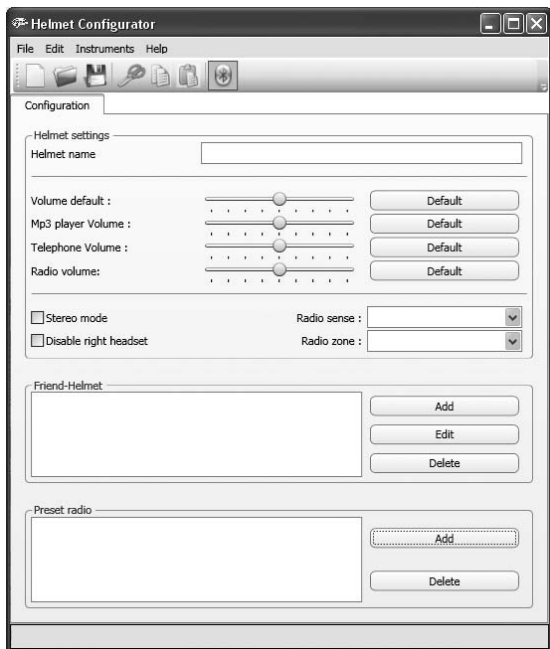 Helmet Configurator
File Edit Instruments Help
Configuration
Helmet settings
Helmet name
Volume default : Default
Mp3 player Volume : Default
Telephone Volume : Default
Radio volume: Default
Stereo mode Radio sense :
Disable right headset Radio zone :
Friend-Helmet
Add
Edit
Delete
Preset radio
Add
Delete